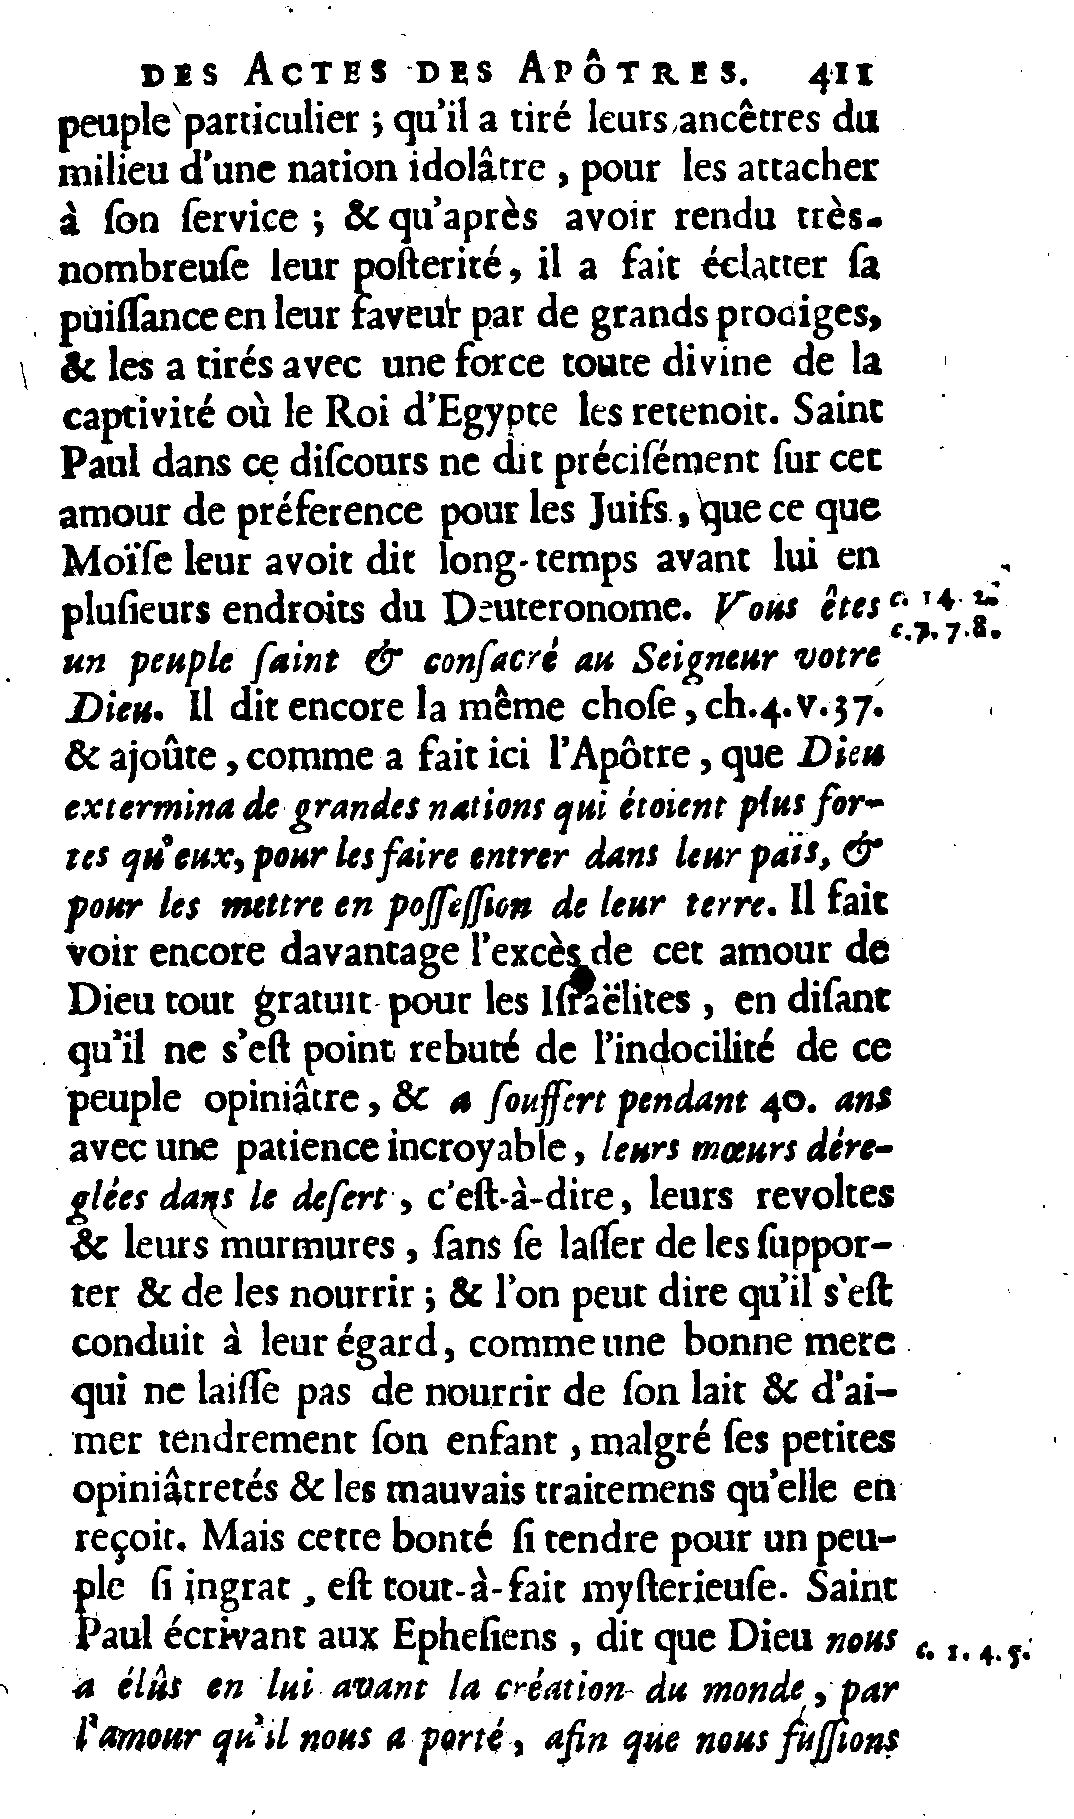 DES ACTES DES APÔTRES. 411
peuple particulier ; qu'il a tiré leurs ancêtres du
milieu d'une nation idolâtre , pour les attacher
à ſon ſervice ; & qu'après avoir rendu très-
nombreuſe leur poſterité, il a fait éclatter ſa
puiſſance en leur faveur par de grands prodiges,
& les a tirés avec une force toute divine de la
captivité où le Roi d'Egypte les retenoit. Saint
Paul dans ce diſcours ne dit préciſément ſur cet
amour de préference pour les Juifs, que ce que
Moïſe leur avoit dit long-temps avant lui en
pluſieurs endroits du Deuteronome. Vous êtes
c. 14. 2.
c. 7. 7. 8.
un peuple ſaint & conſacré au Seigneur votre
Dieu. Il dit encore la même choſe, ch. 4. v. 37.
& ajoûte, comme a fait ici l'Apôtre, que Dieu
extermina de grandes nations qui étoient plus for-
tes qu'eux, pour les faire entrer dans leur païs, &
pour les mettre en poſſeſſion de leur terre. Il fait
voir encore davantage l'excès de cet amour de
Dieu tout gratuit pour les Iſraëlites, en diſant
qu'il ne s'eſt point rebuté de l'indocilité de ce
peuple opiniâtre, & a ſouffert pendant 40. ans
avec une patience incroyable, leurs mœurs dére-
glées dans le deſert, c'eſt-à-dire, leurs revoltes
& leurs murmures, ſans ſe laſſer de les ſuppor-
ter & de les nourrir ; & l'on peut dire qu'il s'eſt
conduit à leur égard, comme une bonne mere
qui ne laiſſe pas de nourrir de ſon lait & d'ai-
mer tendrement ſon enfant, malgré ſes petites
opiniâtretés & les mauvais traitemens qu'elle en
reçoit. Mais cette bonté ſi tendre pour un peu-
ple ſi ingrat, eſt tout-à-fait myſterieuſe. Saint
Paul écrivant aux Epheſiens, dit que Dieu nous
c. 1. 4. 5.
a élûs en lui avant la création du monde, par
l'amour qu'il nous a porté, afin que nous fuſſions